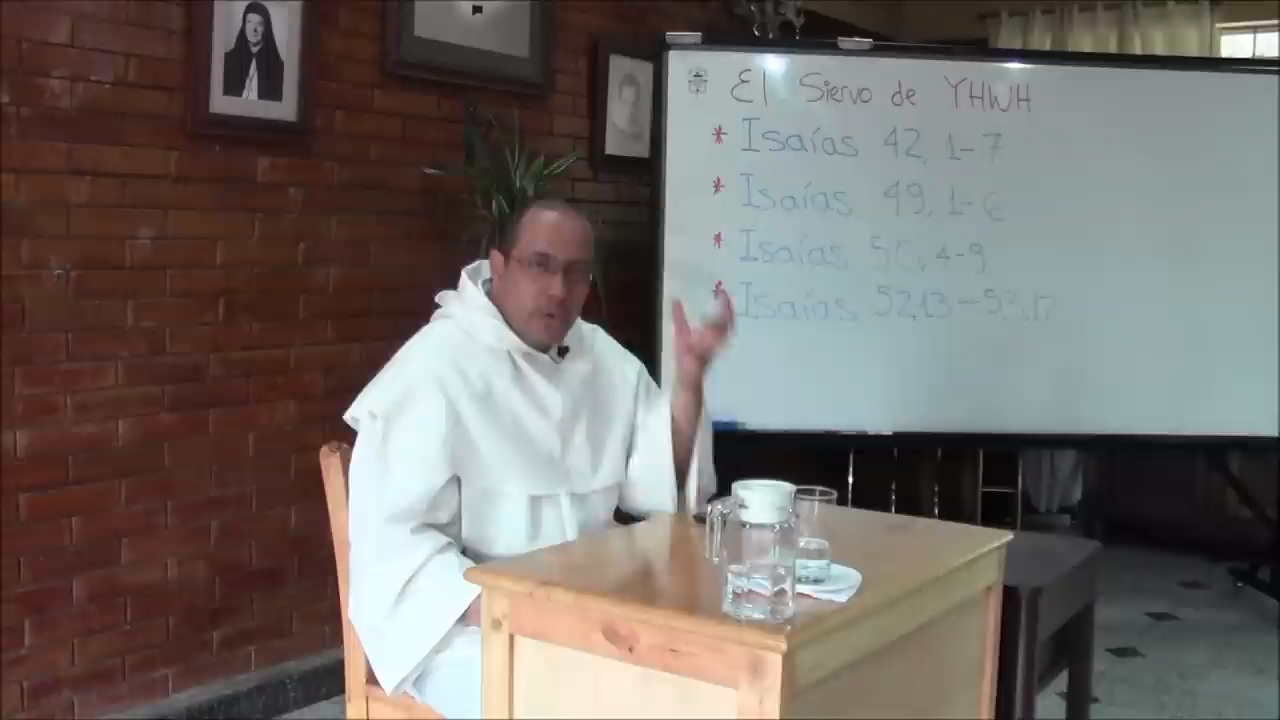 El Siervo de YHWH
* Isaías 42, 1-7
* Isaías 49, 1-6
* Isaías 50, 4-9
* Isaías 52,13-53,12